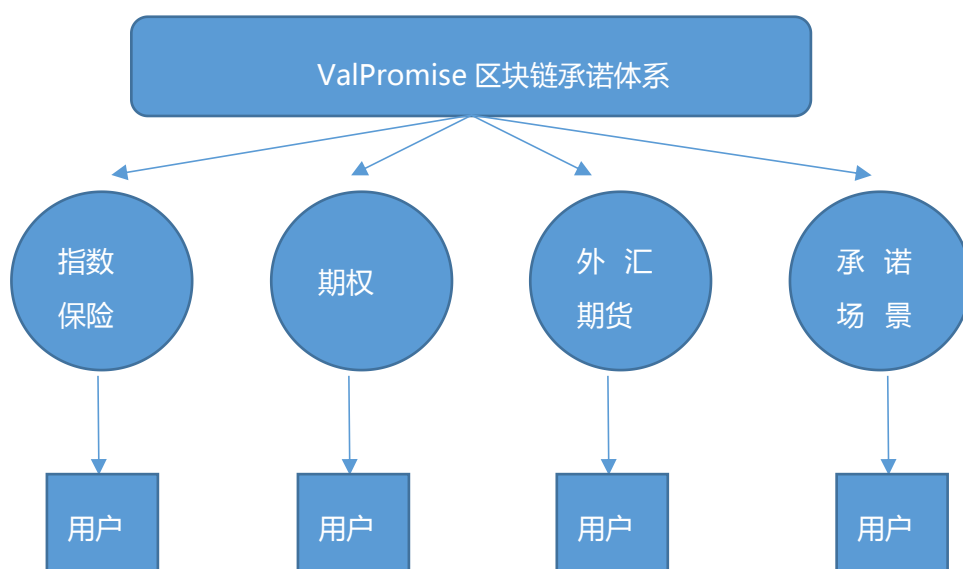 ValPromise 区块链承诺体系
指数
保险
期权
外 汇
期货
承 诺
场 景
用户
用户
用户
用户